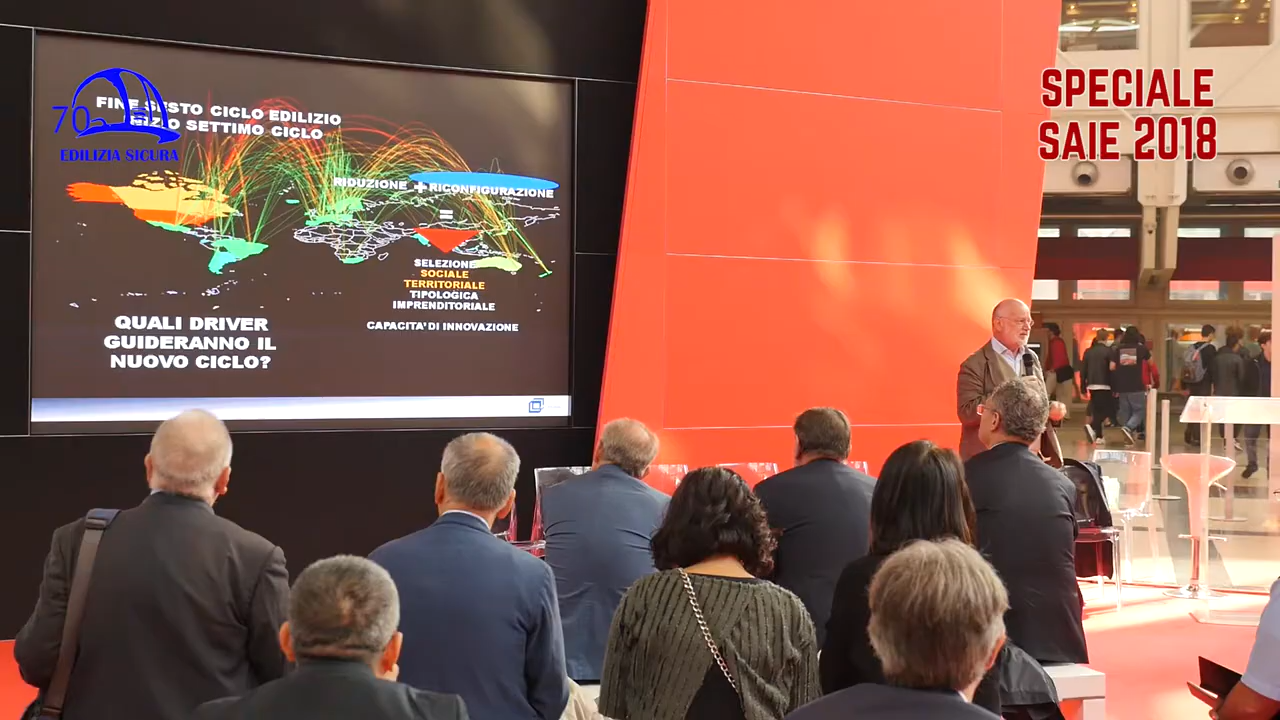 FINE SESTO CICLO EDILIZIO
INIZIO SETTIMO CICLO
70
EDILIZIA SICURA
RIDUZIONE + RICONFIGURAZIONE
=
SELEZIONE
SOCIALE
TERRITORIALE
TIPOLOGICA
IMPRENDITORIALE
CAPACITA' DI INNOVAZIONE
QUALI DRIVER
GUIDERANNO IL
NUOVO CICLO?
SPECIALE
SAIE 2018